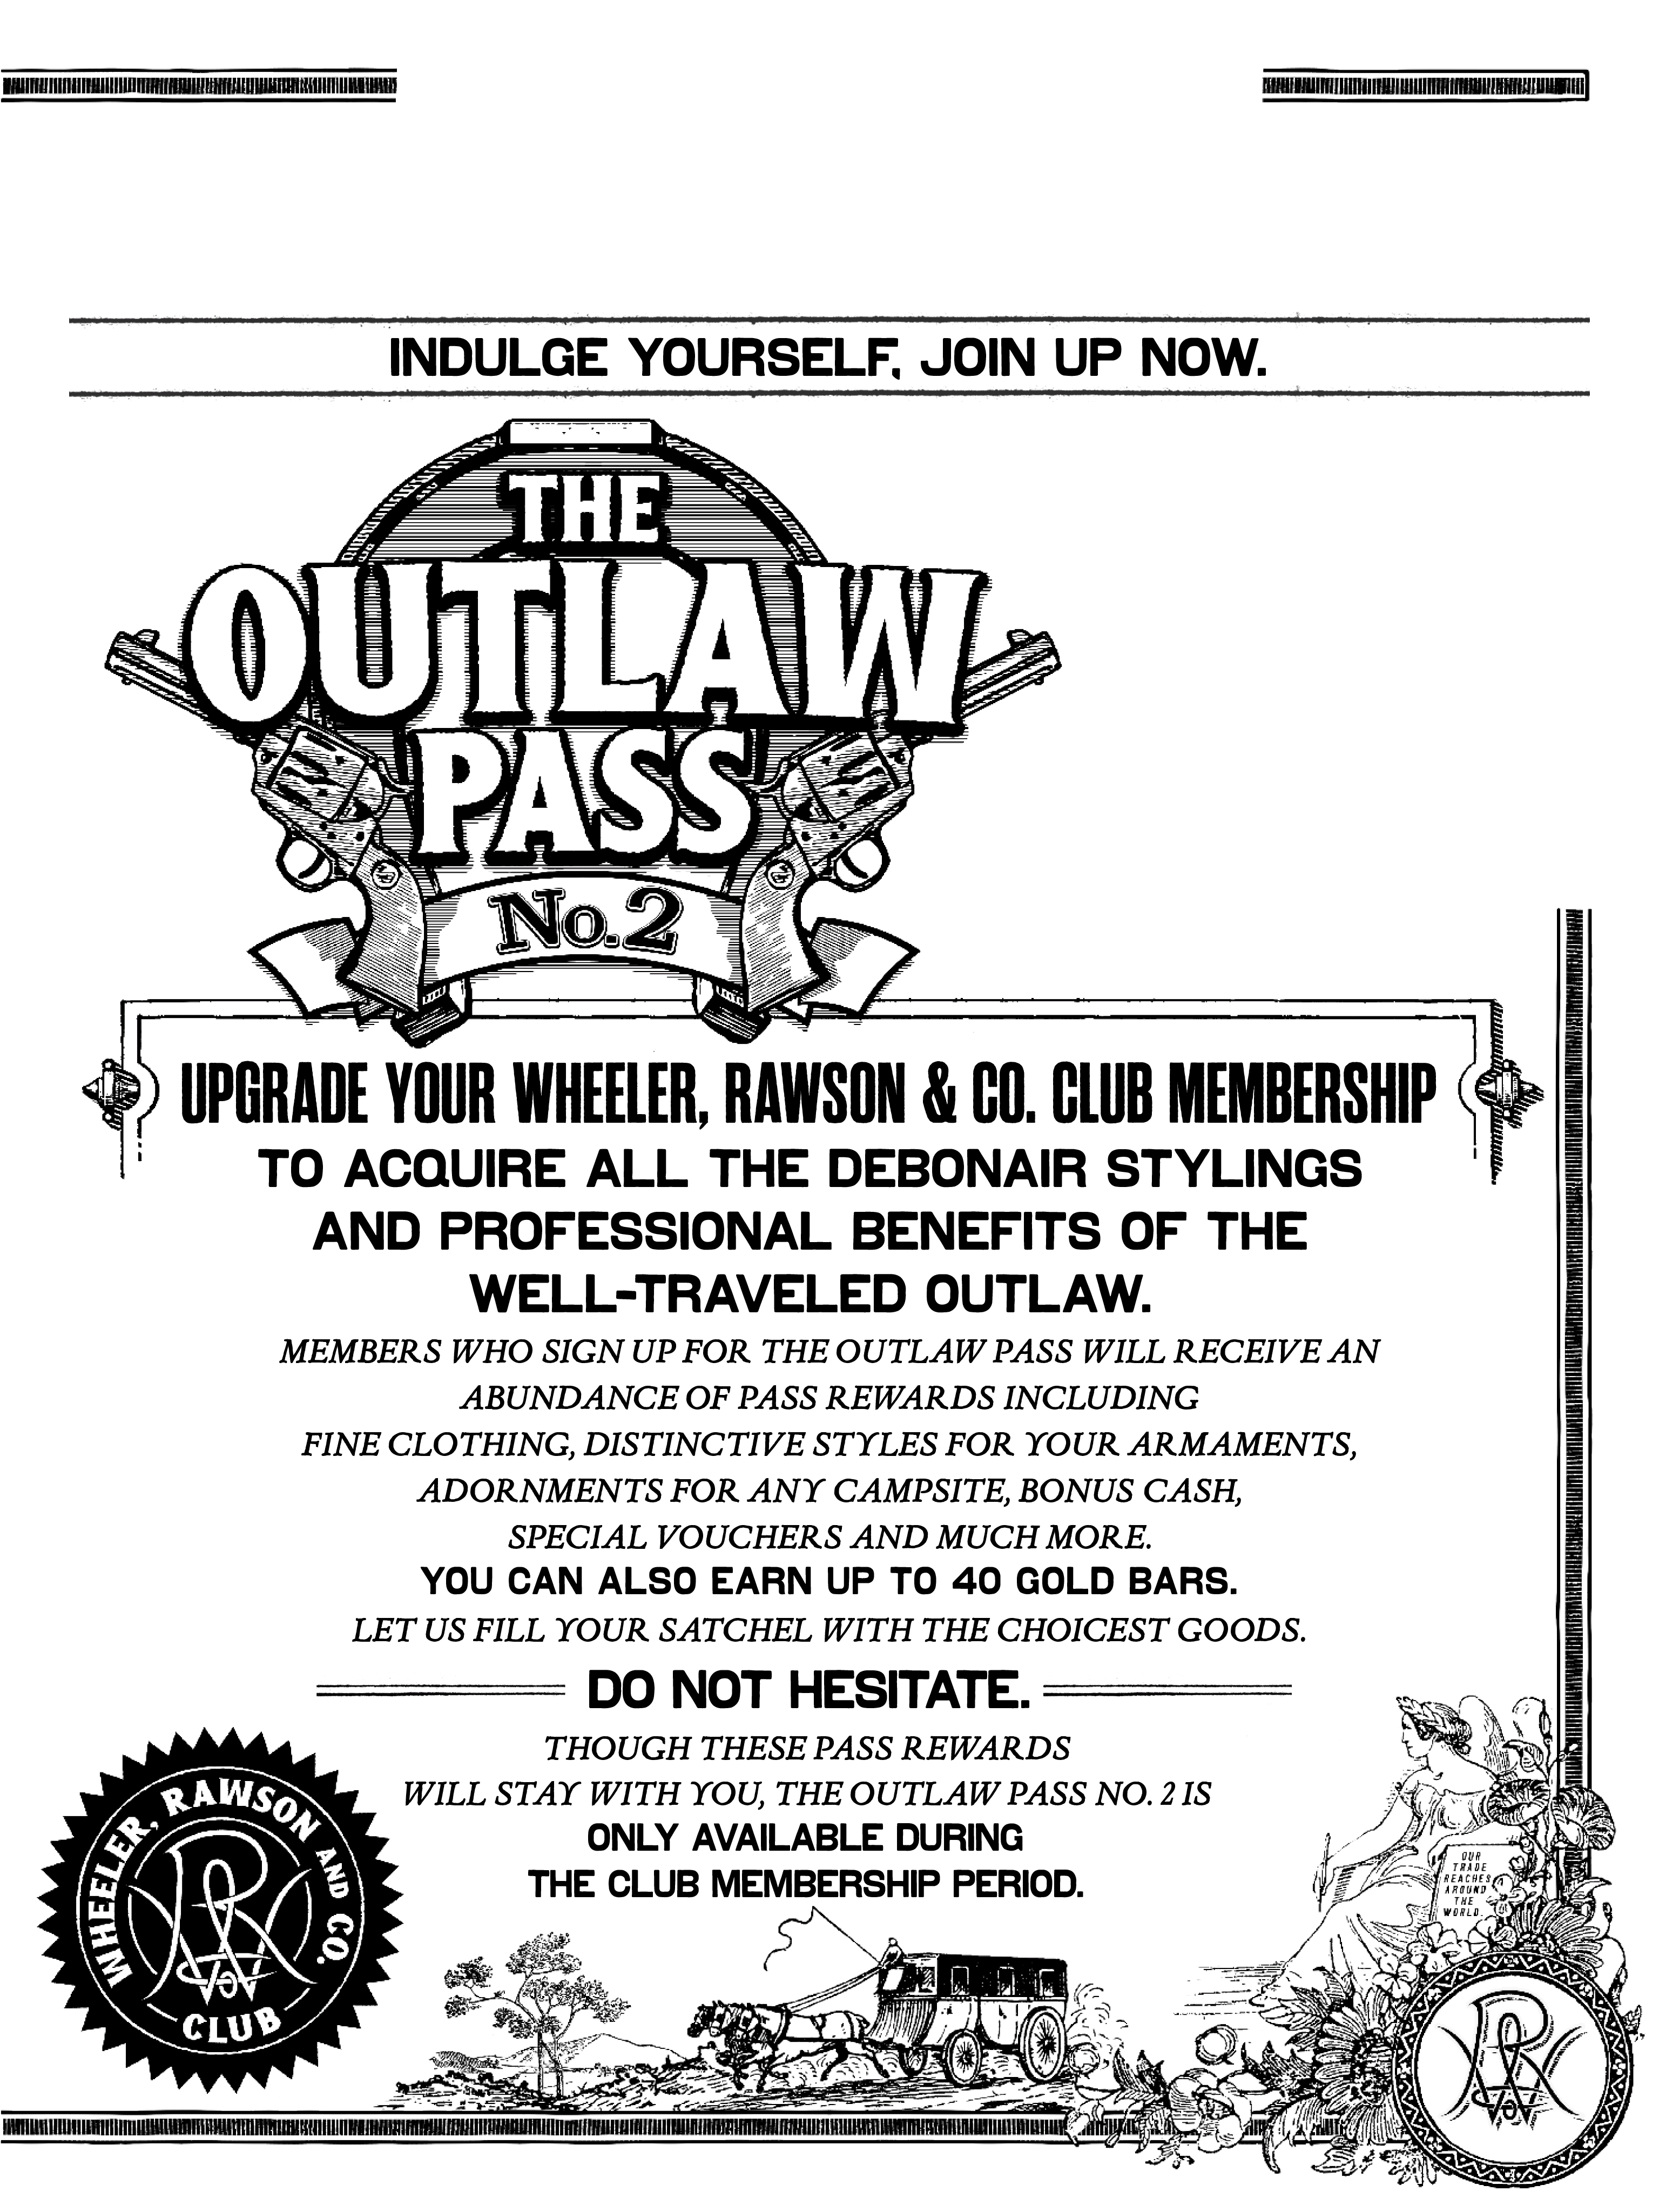 INDULGE YOURSELF, JOIN UP NOW.
THE
OUTLAW
PASS
No. 2
UPGRADE YOUR WHEELER, RAWSON & CO. CLUB MEMBERSHIP
TO ACQUIRE ALL THE DEBONAIR STYLINGS
AND PROFESSIONAL BENEFITS OF THE
WELL-TRAVELED OUTLAW.
MEMBERS WHO SIGN UP FOR THE OUTLAW PASS WILL RECEIVE AN
ABUNDANCE OF PASS REWARDS INCLUDING
FINE CLOTHING, DISTINCTIVE STYLES FOR YOUR ARMAMENTS,
ADORNMENTS FOR ANY CAMPSITE, BONUS CASH,
SPECIAL VOUCHERS AND MUCH MORE.
YOU CAN ALSO EARN UP TO 40 GOLD BARS.
LET US FILL YOUR SATCHEL WITH THE CHOICEST GOODS.
DO NOT HESITATE.
THOUGH THESE PASS REWARDS
WILL STAY WITH YOU, THE OUTLAW PASS NO. 2 IS
ONLY AVAILABLE DURING
THE CLUB MEMBERSHIP PERIOD.
WHEELER, RAWSON AND CO.
CLUB
OUR
TRADE
REACHES
AROUND
THE
WORLD.